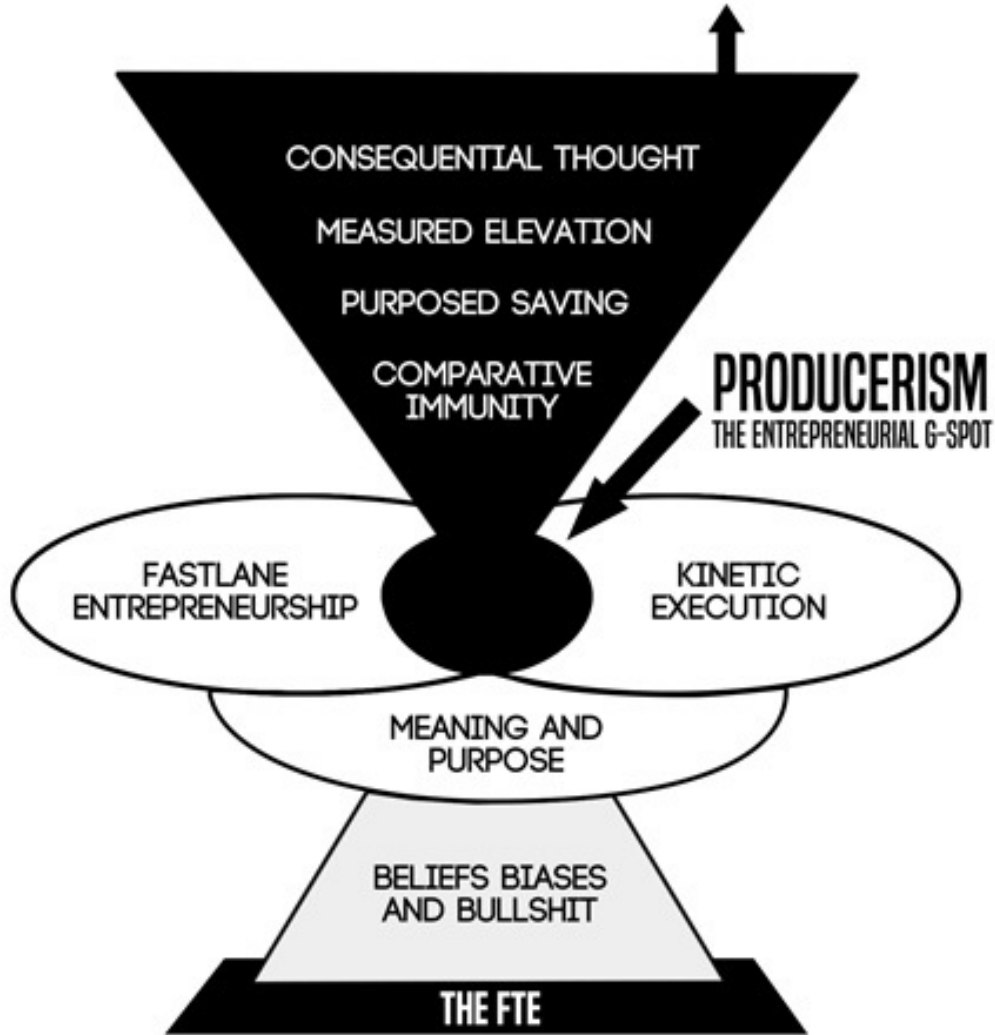 CONSEQUENTIAL THOUGHT
MEASURED ELEVATION
PURPOSED SAVING
COMPARATIVE
IMMUNITY
PRODUCERISM
THE ENTREPRENEURIAL G-SPOT
FASTLANE
ENTREPRENEURSHIP
KINETIC
EXECUTION
MEANING AND
PURPOSE
BELIEFS BIASES
AND BULLSHIT
THE FTE